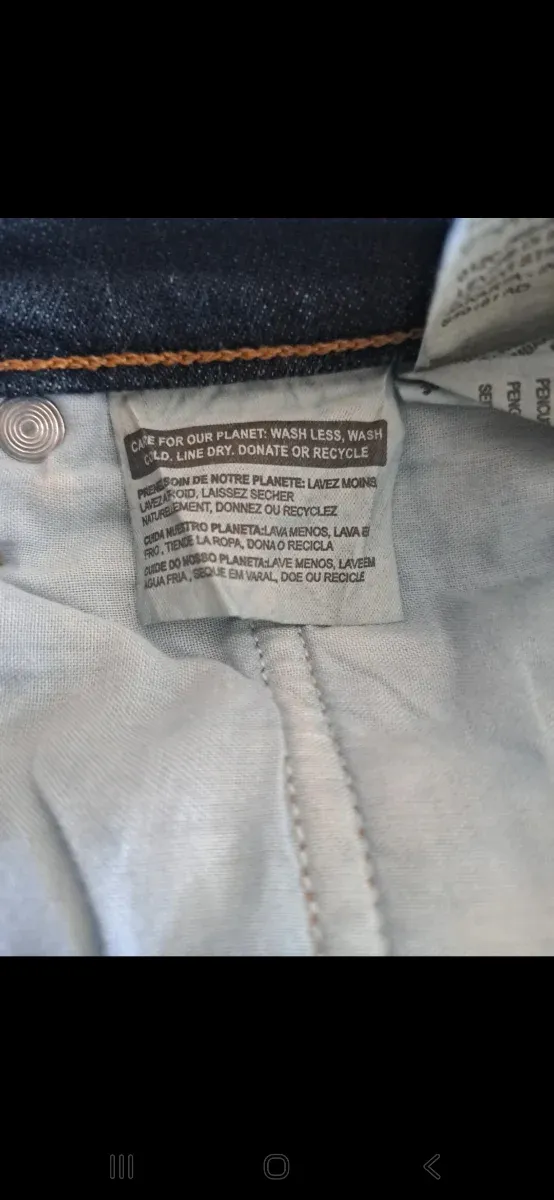 CARE FOR OUR PLANET: WASH LESS, WASH
COLD. LINE DRY. DONATE OR RECYCLE
PRENEZ SOIN DE NOTRE PLANETE: LAVEZ MOINS,
LAVEZ A FROID, LAISSEZ SECHER
NATURELEMENT, DONNEZ OU RECYCLEZ
CUIDA NUESTRO PLANETA:LAVA MENOS, LAVA EN
FRIO, TIENDE LA ROPA, DONA O RECICLA
CUIDE DO NOSSO PLANETA:LAVE MENOS, LAVE EM
AGUA FRIA, SEQUE EM VARAL, DOE OU RECICLE